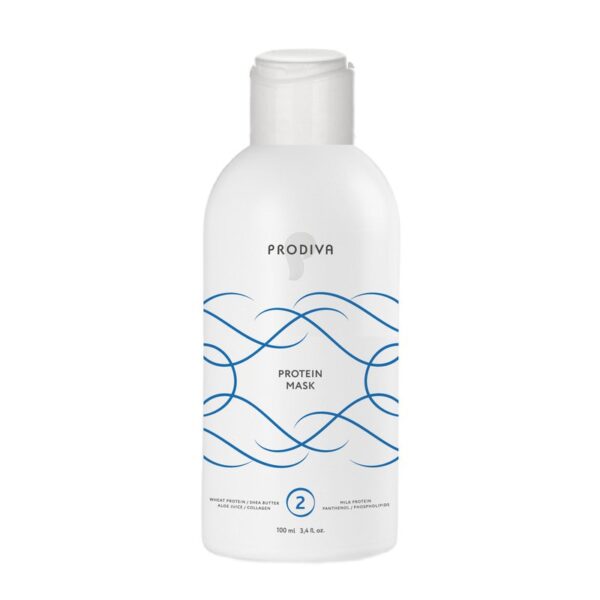 PRODIVA
PROTEIN
MASK
WHEAT PROTEIN / SHEA BUTTER
ALOE JUICE / COLLAGEN
2
MILK PROTEIN
PANTHENOL / PHOSPHOLIPIDS
100 ml 3,4 fl. oz.